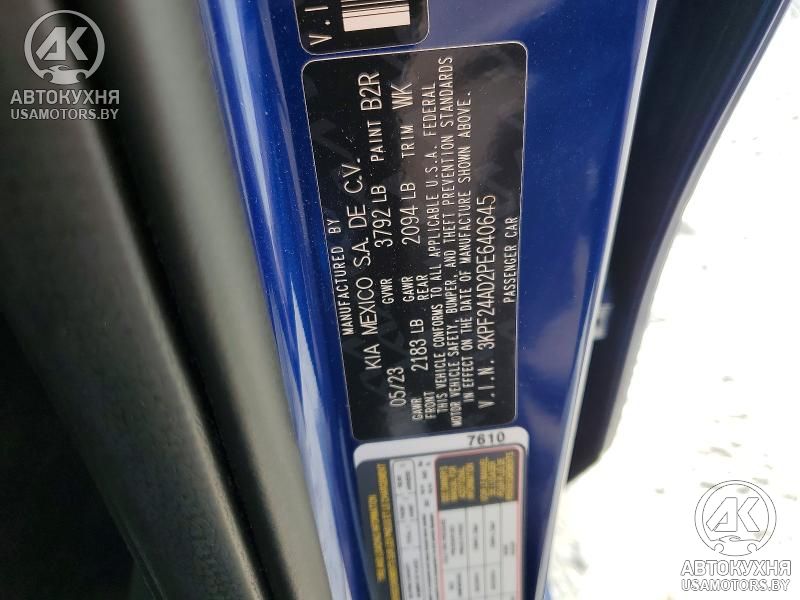 V.I
MANUFACTURED BY
KIA MEXICO S.A. DE C.V.
05/23 GVWR 3792 LB PAINT B2R
GAWR FRONT 2183 LB GAWR REAR 2094 LB TRIM WK
THIS VEHICLE CONFORMS TO ALL APPLICABLE U.S.A. FEDERAL
MOTOR VEHICLE SAFETY, BUMPER, AND THEFT PREVENTION STANDARDS
IN EFFECT ON THE DATE OF MANUFACTURE SHOWN ABOVE.
V.I.N. 3KPF24AD2PE640645
PASSENGER CAR
7610
АК
АВТОКУХНЯ
USAMOTORS.BY
АК
АВТОКУХНЯ
USAMOTORS.BY